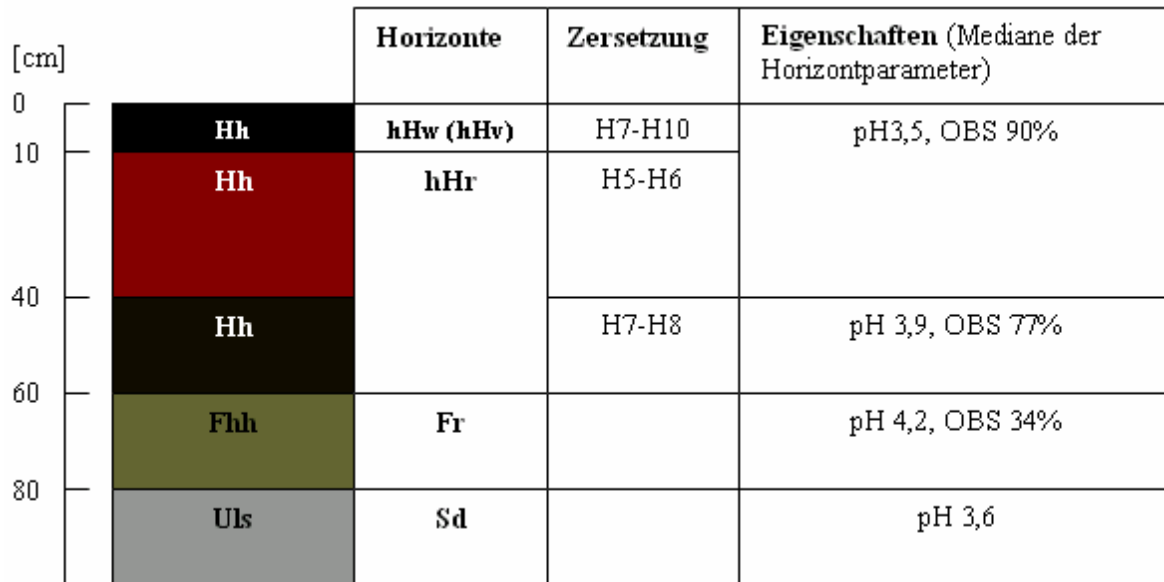 [cm]
Horizonte
Zersetzung
Eigenschaften (Mediane der
Horizontparameter)
0
Hh
hHw (hHv)
H7-H10
pH3,5, OBS 90%
10
Hh
hHr
H5-H6
40
Hh
H7-H8
pH 3,9, OBS 77%
60
Fhh
Fr
pH 4,2, OBS 34%
80
Uls
Sd
pH 3,6